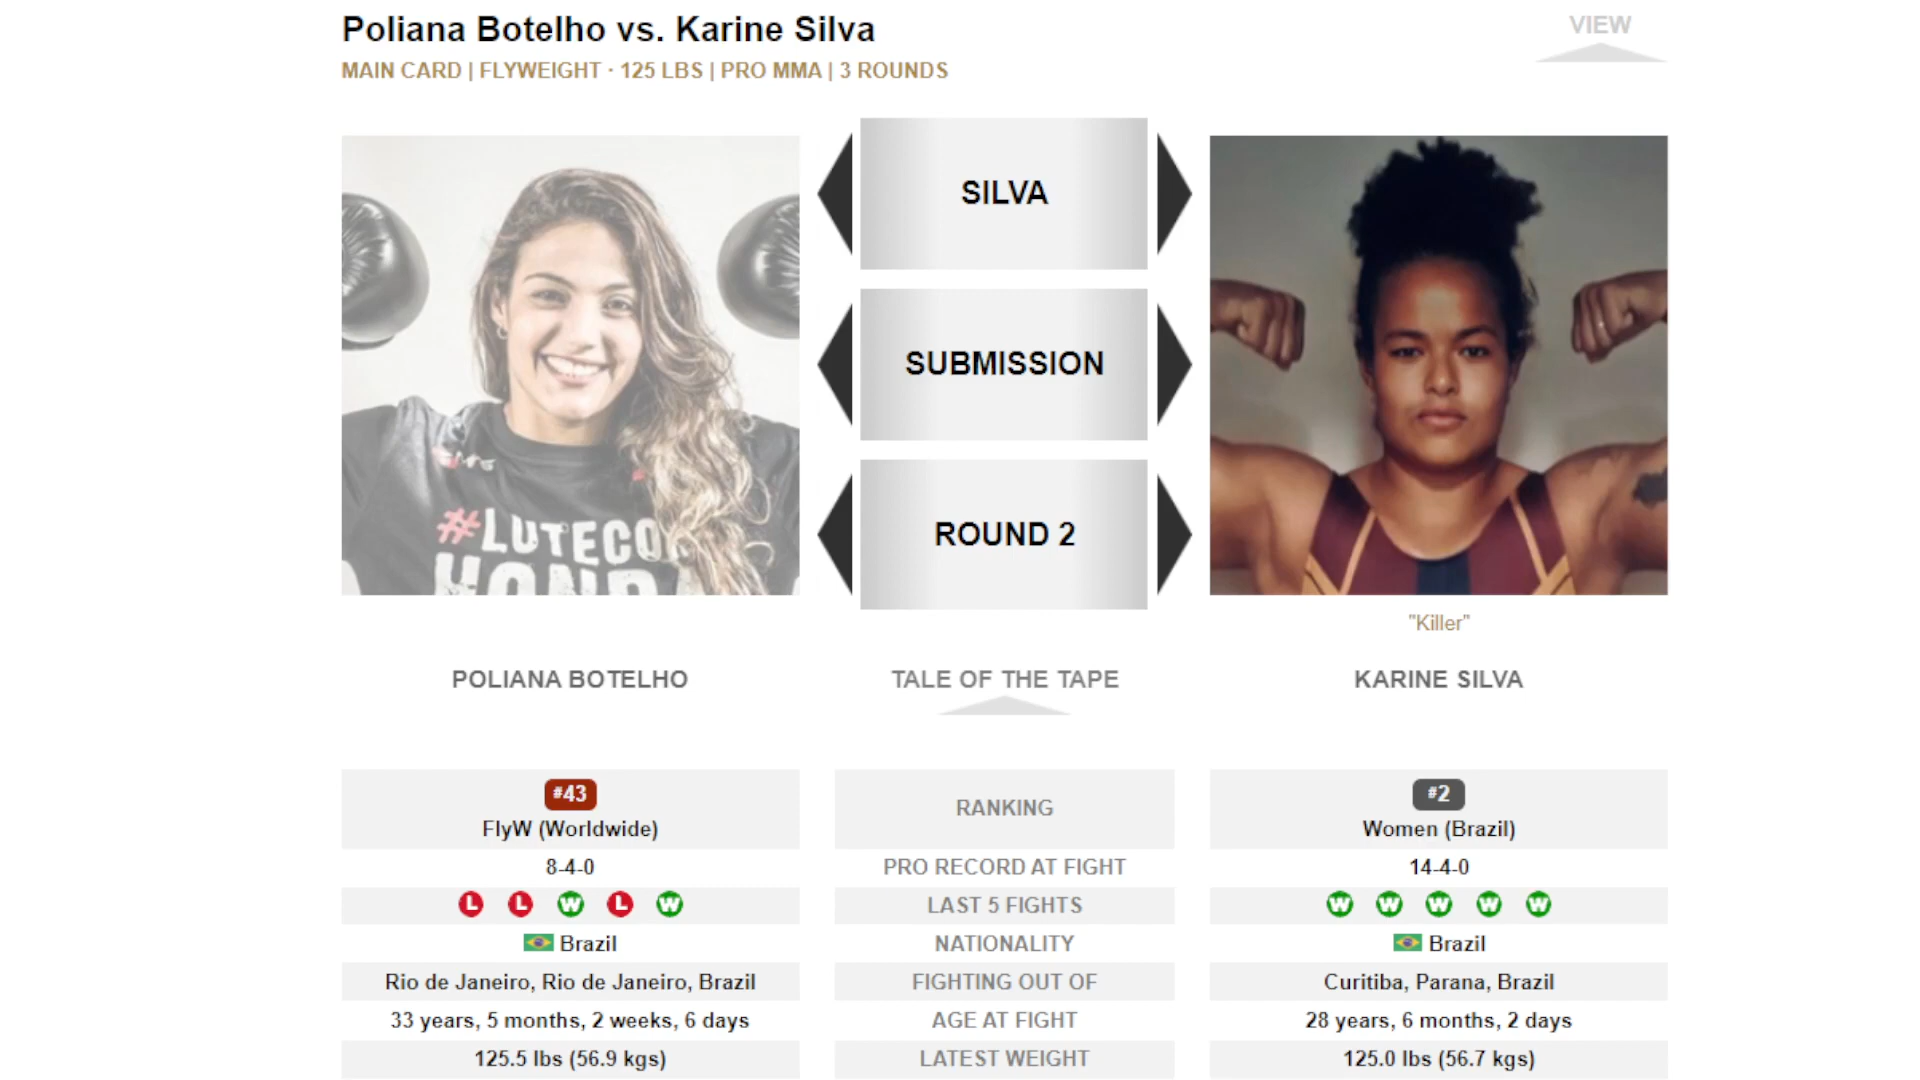 Poliana Botelho vs. Karine Silva
VIEW
MAIN CARD | FLYWEIGHT · 125 LBS | PRO MMA | 3 ROUNDS
SILVA
SUBMISSION
ROUND 2
#LUTECO
"Killer"
POLIANA BOTELHO
TALE OF THE TAPE
KARINE SILVA
#43
FlyW (Worldwide)
RANKING
#2
Women (Brazil)
8-4-0
PRO RECORD AT FIGHT
14-4-0
L L W L W
LAST 5 FIGHTS
W W W W W
Brazil
NATIONALITY
Brazil
Rio de Janeiro, Rio de Janeiro, Brazil
FIGHTING OUT OF
Curitiba, Parana, Brazil
33 years, 5 months, 2 weeks, 6 days
AGE AT FIGHT
28 years, 6 months, 2 days
125.5 lbs (56.9 kgs)
LATEST WEIGHT
125.0 lbs (56.7 kgs)